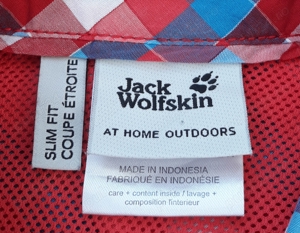 SLIM FIT
COUPE ÉTROITE
Jack
Wolfskin
AT HOME OUTDOORS
MADE IN INDONESIA
FABRIQUÉ EN INDONÉSIE
care + content inside / lavage +
composition l'interieur